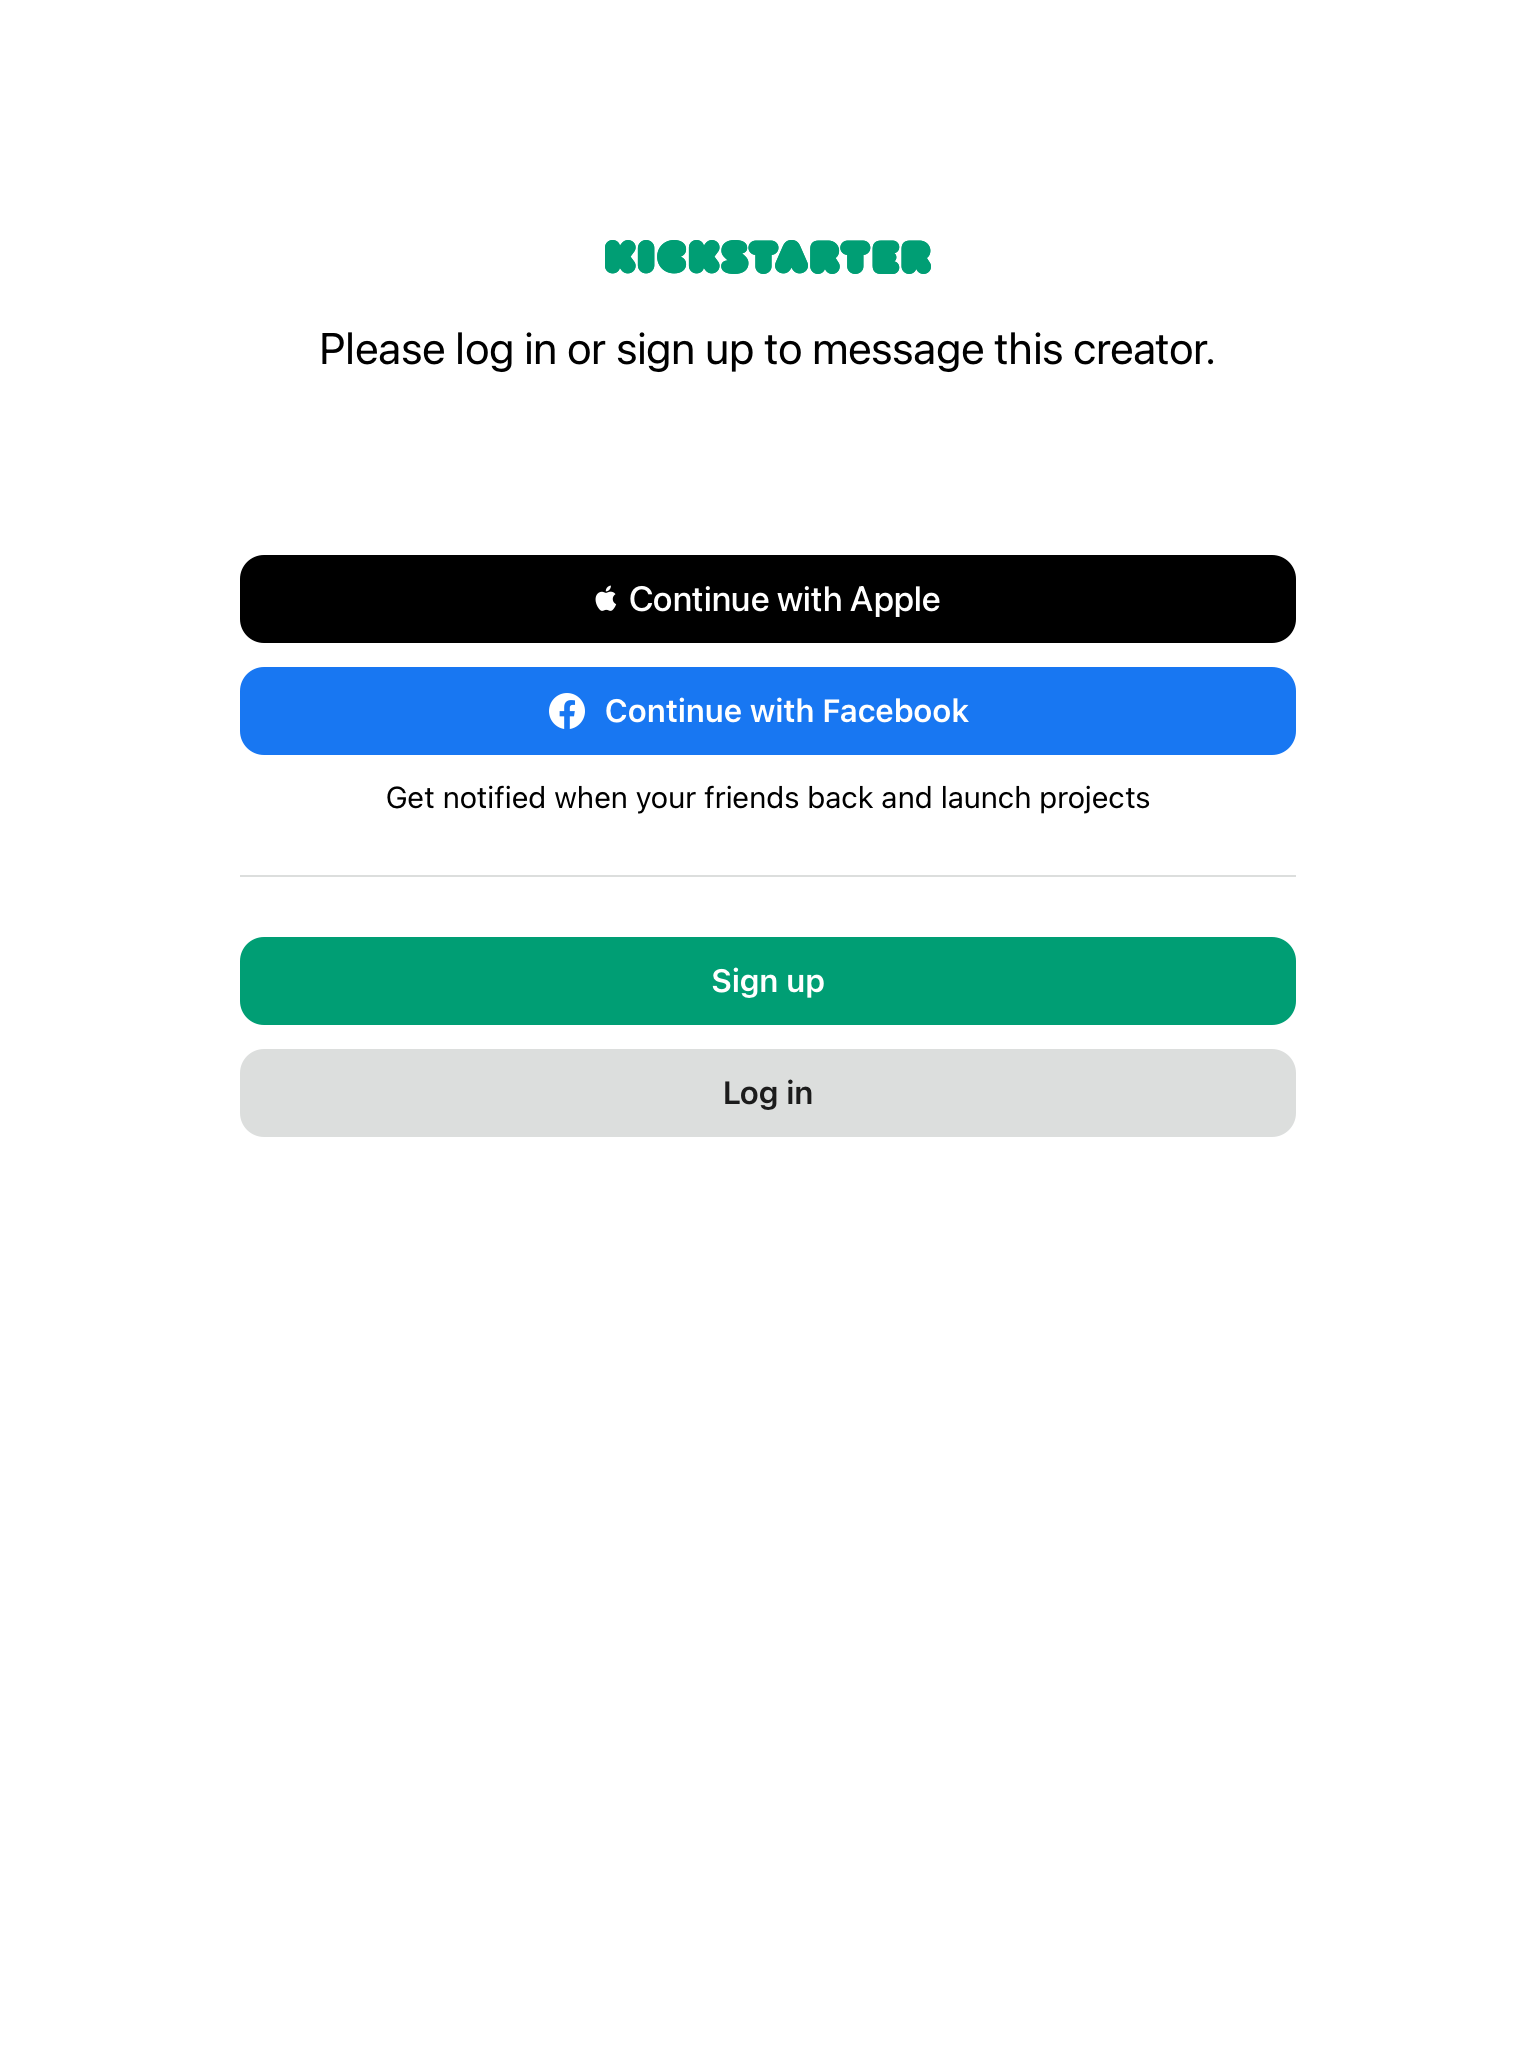 KICKSTARTER
Please log in or sign up to message this creator.
Continue with Apple
Continue with Facebook
Get notified when your friends back and launch projects
Sign up
Log in